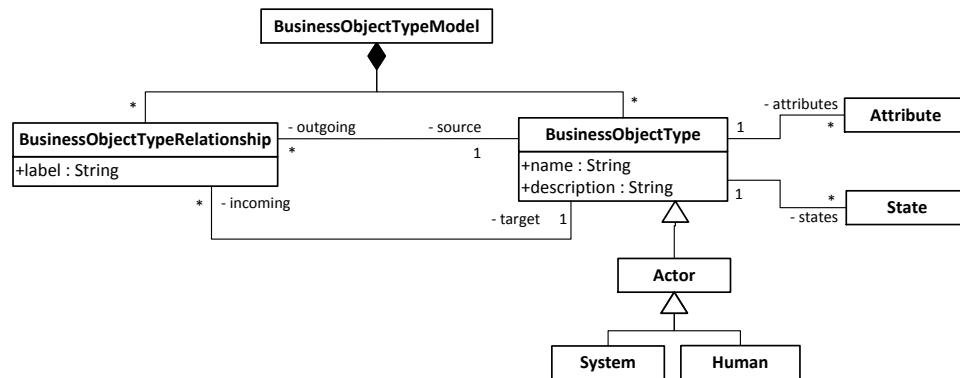 BusinessObjectTypeModel
* *
BusinessObjectTypeRelationship
+label : String
- outgoing
*
- source
1
BusinessObjectType
+name : String
+description : String
1
- attributes
*
Attribute
1
*
- states
State
* - incoming
- target 1
Actor
System
Human